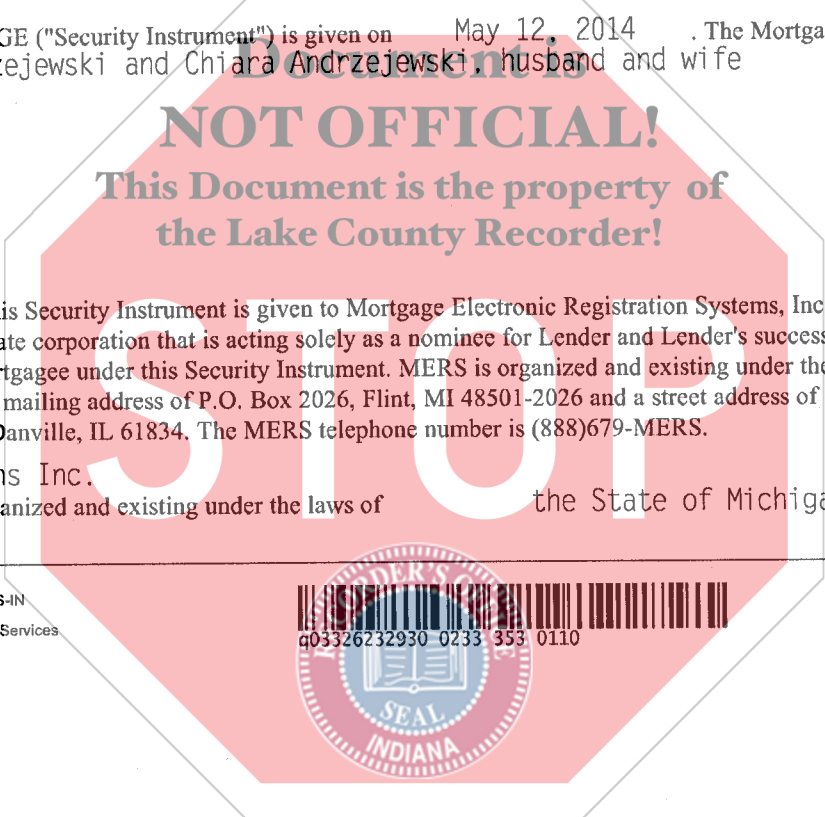 GE ("Security Instrument") is given on May 12, 2014 . The Mortga
zejewski and Chiara Andrzejewski, husband and wife
Document is
NOT OFFICIAL!
This Document is the property of
the Lake County Recorder!
STOP
is Security Instrument is given to Mortgage Electronic Registration Systems, Inc
ate corporation that is acting solely as a nominee for Lender and Lender's success
rtgagee under this Security Instrument. MERS is organized and existing under the
mailing address of P.O. Box 2026, Flint, MI 48501-2026 and a street address of
Danville, IL 61834. The MERS telephone number is (888)679-MERS.
ns Inc.
anized and existing under the laws of the State of Michiga
S-IN
Services
q03326232930 0233 353 0110
RECORDER'S OFFICE
SEAL
INDIANA